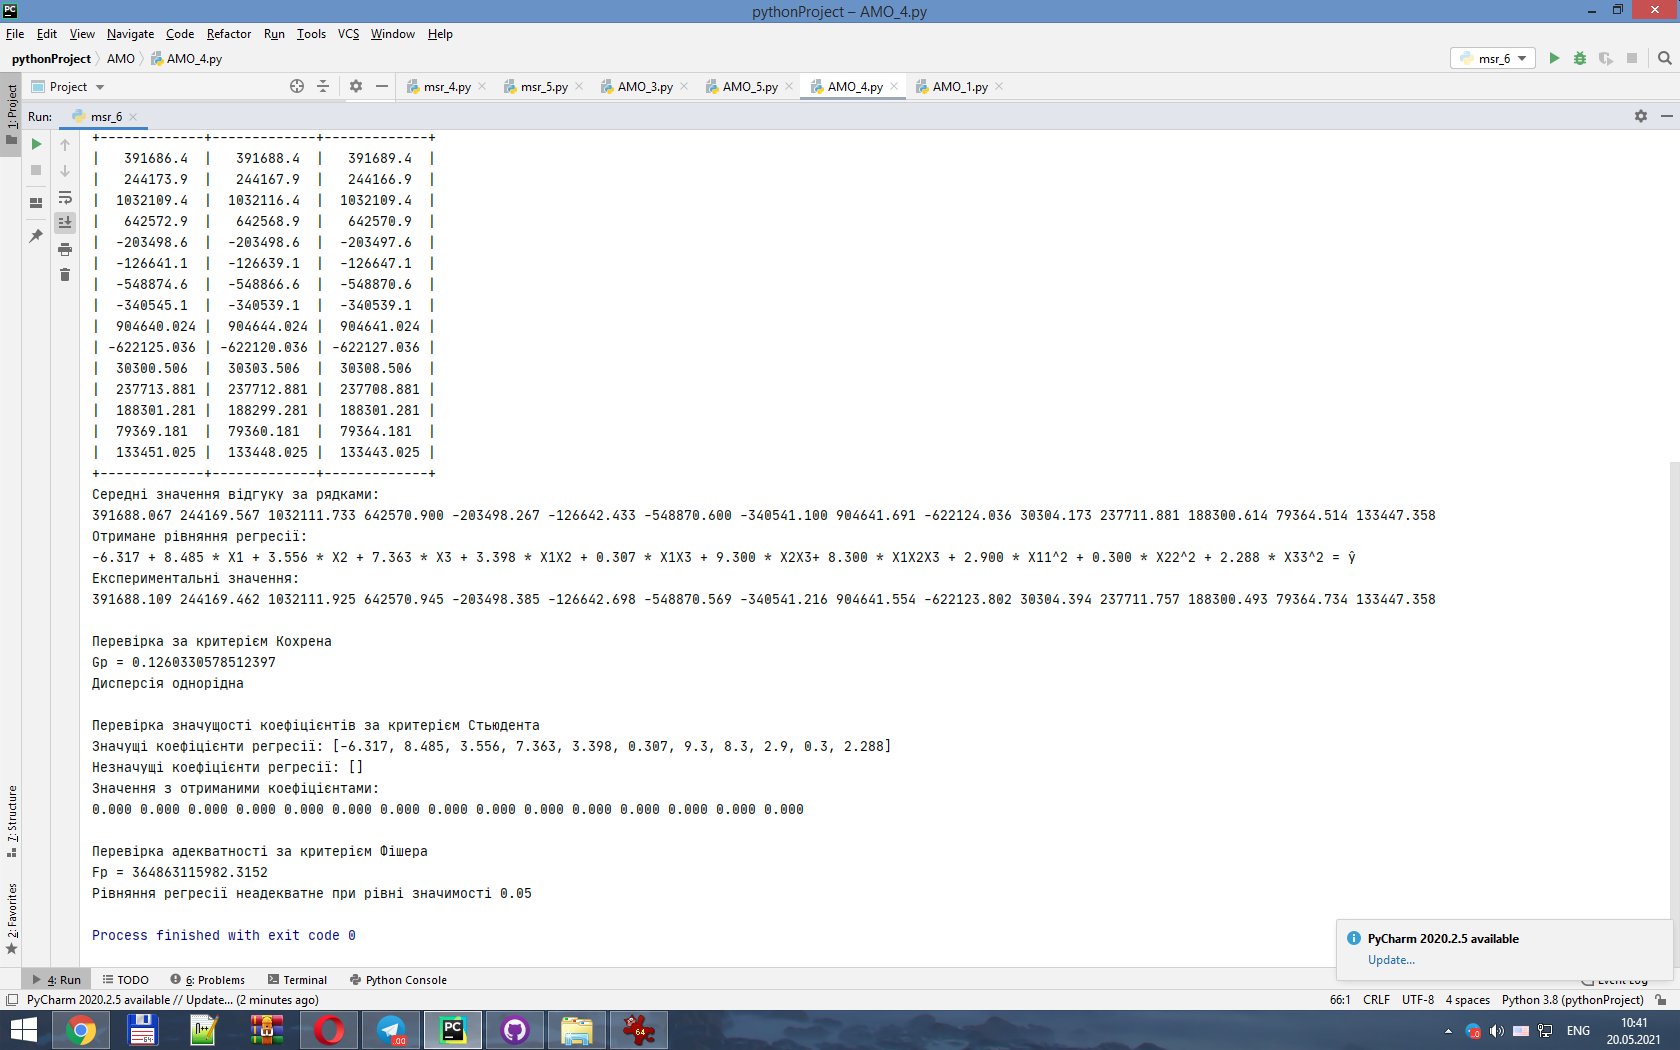 pythonProject – AMO_4.py
File Edit View Navigate Code Refactor Run Tools VCS Window Help
pythonProject AMO AMO_4.py msr_6
Project msr_4.py msr_5.py AMO_3.py AMO_5.py AMO_4.py AMO_1.py
1: Project
Run: msr_6
+-------------+-------------+-------------+
| 391686.4 | 391688.4 | 391689.4 |
| 244173.9 | 244167.9 | 244166.9 |
| 1032109.4 | 1032116.4 | 1032109.4 |
| 642572.9 | 642568.9 | 642570.9 |
| -203498.6 | -203498.6 | -203497.6 |
| -126641.1 | -126639.1 | -126647.1 |
| -548874.6 | -548866.6 | -548870.6 |
| -340545.1 | -340539.1 | -340539.1 |
| 904640.024 | 904644.024 | 904641.024 |
| -622125.036 | -622120.036 | -622127.036 |
| 30300.506 | 30303.506 | 30308.506 |
| 237713.881 | 237712.881 | 237708.881 |
| 188301.281 | 188299.281 | 188301.281 |
| 79369.181 | 79360.181 | 79364.181 |
| 133451.025 | 133448.025 | 133443.025 |
+-------------+-------------+-------------+
Середні значення відгуку за рядками:
391688.067 244169.567 1032111.733 642570.900 -203498.267 -126642.433 -548870.600 -340541.100 904641.691 -622124.036 30304.173 237711.881 188300.614 79364.514 133447.358
Отримане рівняння регресії:
-6.317 + 8.485 * X1 + 3.556 * X2 + 7.363 * X3 + 3.398 * X1X2 + 0.307 * X1X3 + 9.300 * X2X3+ 8.300 * X1X2X3 + 2.900 * X11^2 + 0.300 * X22^2 + 2.288 * X33^2 = ŷ
Експериментальні значення:
391688.109 244169.462 1032111.925 642570.945 -203498.385 -126642.698 -548870.569 -340541.216 904641.554 -622123.802 30304.394 237711.757 188300.493 79364.734 133447.358
Перевірка за критерієм Кохрена
Gp = 0.1260330578512397
Дисперсія однорідна
Перевірка значущості коефіцієнтів за критерієм Стьюдента
Значущі коефіцієнти регресії: [-6.317, 8.485, 3.556, 7.363, 3.398, 0.307, 9.3, 8.3, 2.9, 0.3, 2.288]
Незначущі коефіцієнти регресії: []
Значення з отриманими коефіцієнтами:
0.000 0.000 0.000 0.000 0.000 0.000 0.000 0.000 0.000 0.000 0.000 0.000 0.000 0.000 0.000
Перевірка адекватності за критерієм Фішера
Fp = 364863115982.3152
Рівняння регресії неадекватне при рівні значимості 0.05
Process finished with exit code 0
7: Structure
2: Favorites
PyCharm 2020.2.5 available
Update...
4: Run TODO 6: Problems Terminal Python Console Event Log
PyCharm 2020.2.5 available // Update... (2 minutes ago) 66:1 CRLF UTF-8 4 spaces Python 3.8 (pythonProject)
ENG 10:41
20.05.2021